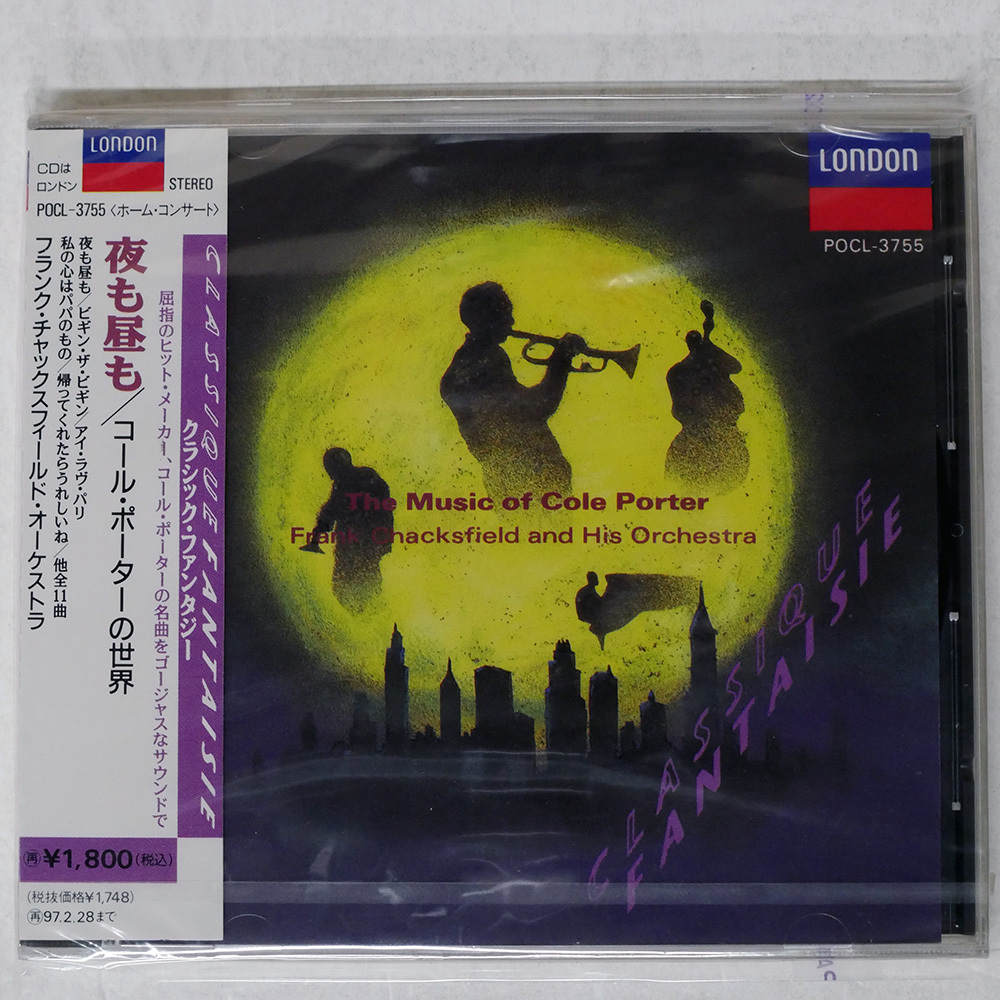 LONDON
CDは
ロンドン
STEREO
POCL-3755〈ホーム・コンサート〉
CLASSIQUE FANTAISIE
クラシック・ファンタジー
屈指のヒット・メーカー、コール・ポーターの名曲をゴージャスなサウンドで
夜も昼も/コール・ポーターの世界
夜も昼も/ビギン・ザ・ビギン/アイ・ラヴ・パリ
私の心はパパのもの/帰ってくれたらうれしいね/他全11曲
フランク・チャックスフィールド・オーケストラ
再 ¥1,800(税込)
(税抜価格¥1,748)
再97.2.28まで
LONDON
POCL-3755
The Music of Cole Porter
Frank Chacksfield and His Orchestra
CLASSIQUE
FANTAISIE